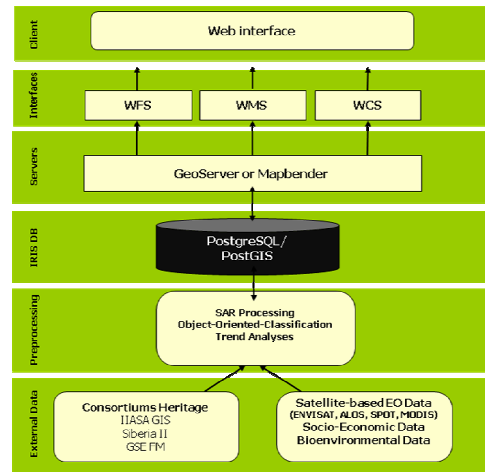 Client
Web interface
Interfaces
WFS
WMS
WCS
Servers
GeoServer or Mapbender
IRIS DB
PostgreSQL/
PostGIS
Preprocessing
SAR Processing
Object-Oriented-Classification
Trend Analyses
External Data
Consortiums Heritage
IIASA GIS
Siberia II
GSE FM
Satellite-based EO Data
(ENVISAT, ALOS, SPOT, MODIS)
Socio-Economic Data
Bioenvironmental Data